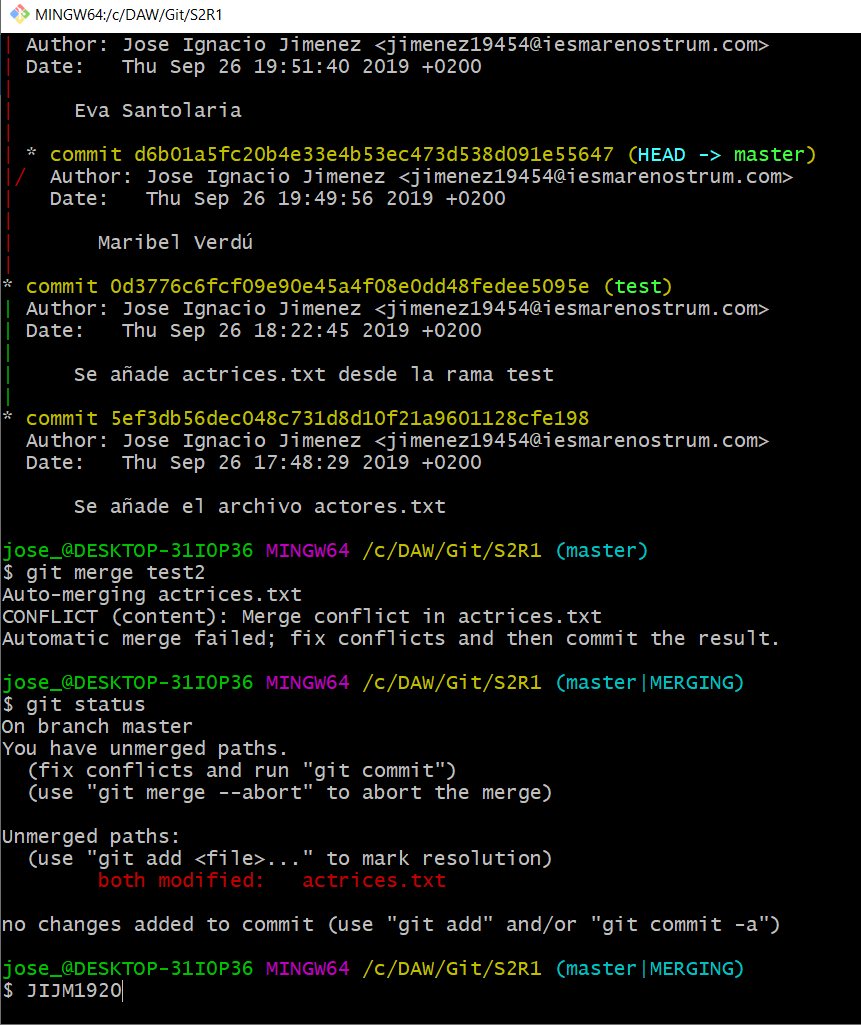 MINGW64:/c/DAW/Git/S2R1
| Author: Jose Ignacio Jimenez <jimenez19454@iesmarenostrum.com>
| Date:   Thu Sep 26 19:51:40 2019 +0200
|
|     Eva Santolaria
|
| * commit d6b01a5fc20b4e33e4b53ec473d538d091e55647 (HEAD -> master)
|/  Author: Jose Ignacio Jimenez <jimenez19454@iesmarenostrum.com>
|   Date:   Thu Sep 26 19:49:56 2019 +0200
|
|       Maribel Verdú
|
* commit 0d3776c6fcf09e90e45a4f08e0dd48fedee5095e (test)
| Author: Jose Ignacio Jimenez <jimenez19454@iesmarenostrum.com>
| Date:   Thu Sep 26 18:22:45 2019 +0200
|
|     Se añade actrices.txt desde la rama test
|
* commit 5ef3db56dec048c731d8d10f21a9601128cfe198
  Author: Jose Ignacio Jimenez <jimenez19454@iesmarenostrum.com>
  Date:   Thu Sep 26 17:48:29 2019 +0200

      Se añade el archivo actores.txt

jose_@DESKTOP-31I0P36 MINGW64 /c/DAW/Git/S2R1 (master)
$ git merge test2
Auto-merging actrices.txt
CONFLICT (content): Merge conflict in actrices.txt
Automatic merge failed; fix conflicts and then commit the result.

jose_@DESKTOP-31I0P36 MINGW64 /c/DAW/Git/S2R1 (master|MERGING)
$ git status
On branch master
You have unmerged paths.
  (fix conflicts and run "git commit")
  (use "git merge --abort" to abort the merge)

Unmerged paths:
  (use "git add <file>..." to mark resolution)
        both modified:   actrices.txt

no changes added to commit (use "git add" and/or "git commit -a")

jose_@DESKTOP-31I0P36 MINGW64 /c/DAW/Git/S2R1 (master|MERGING)
$ JIJM1920